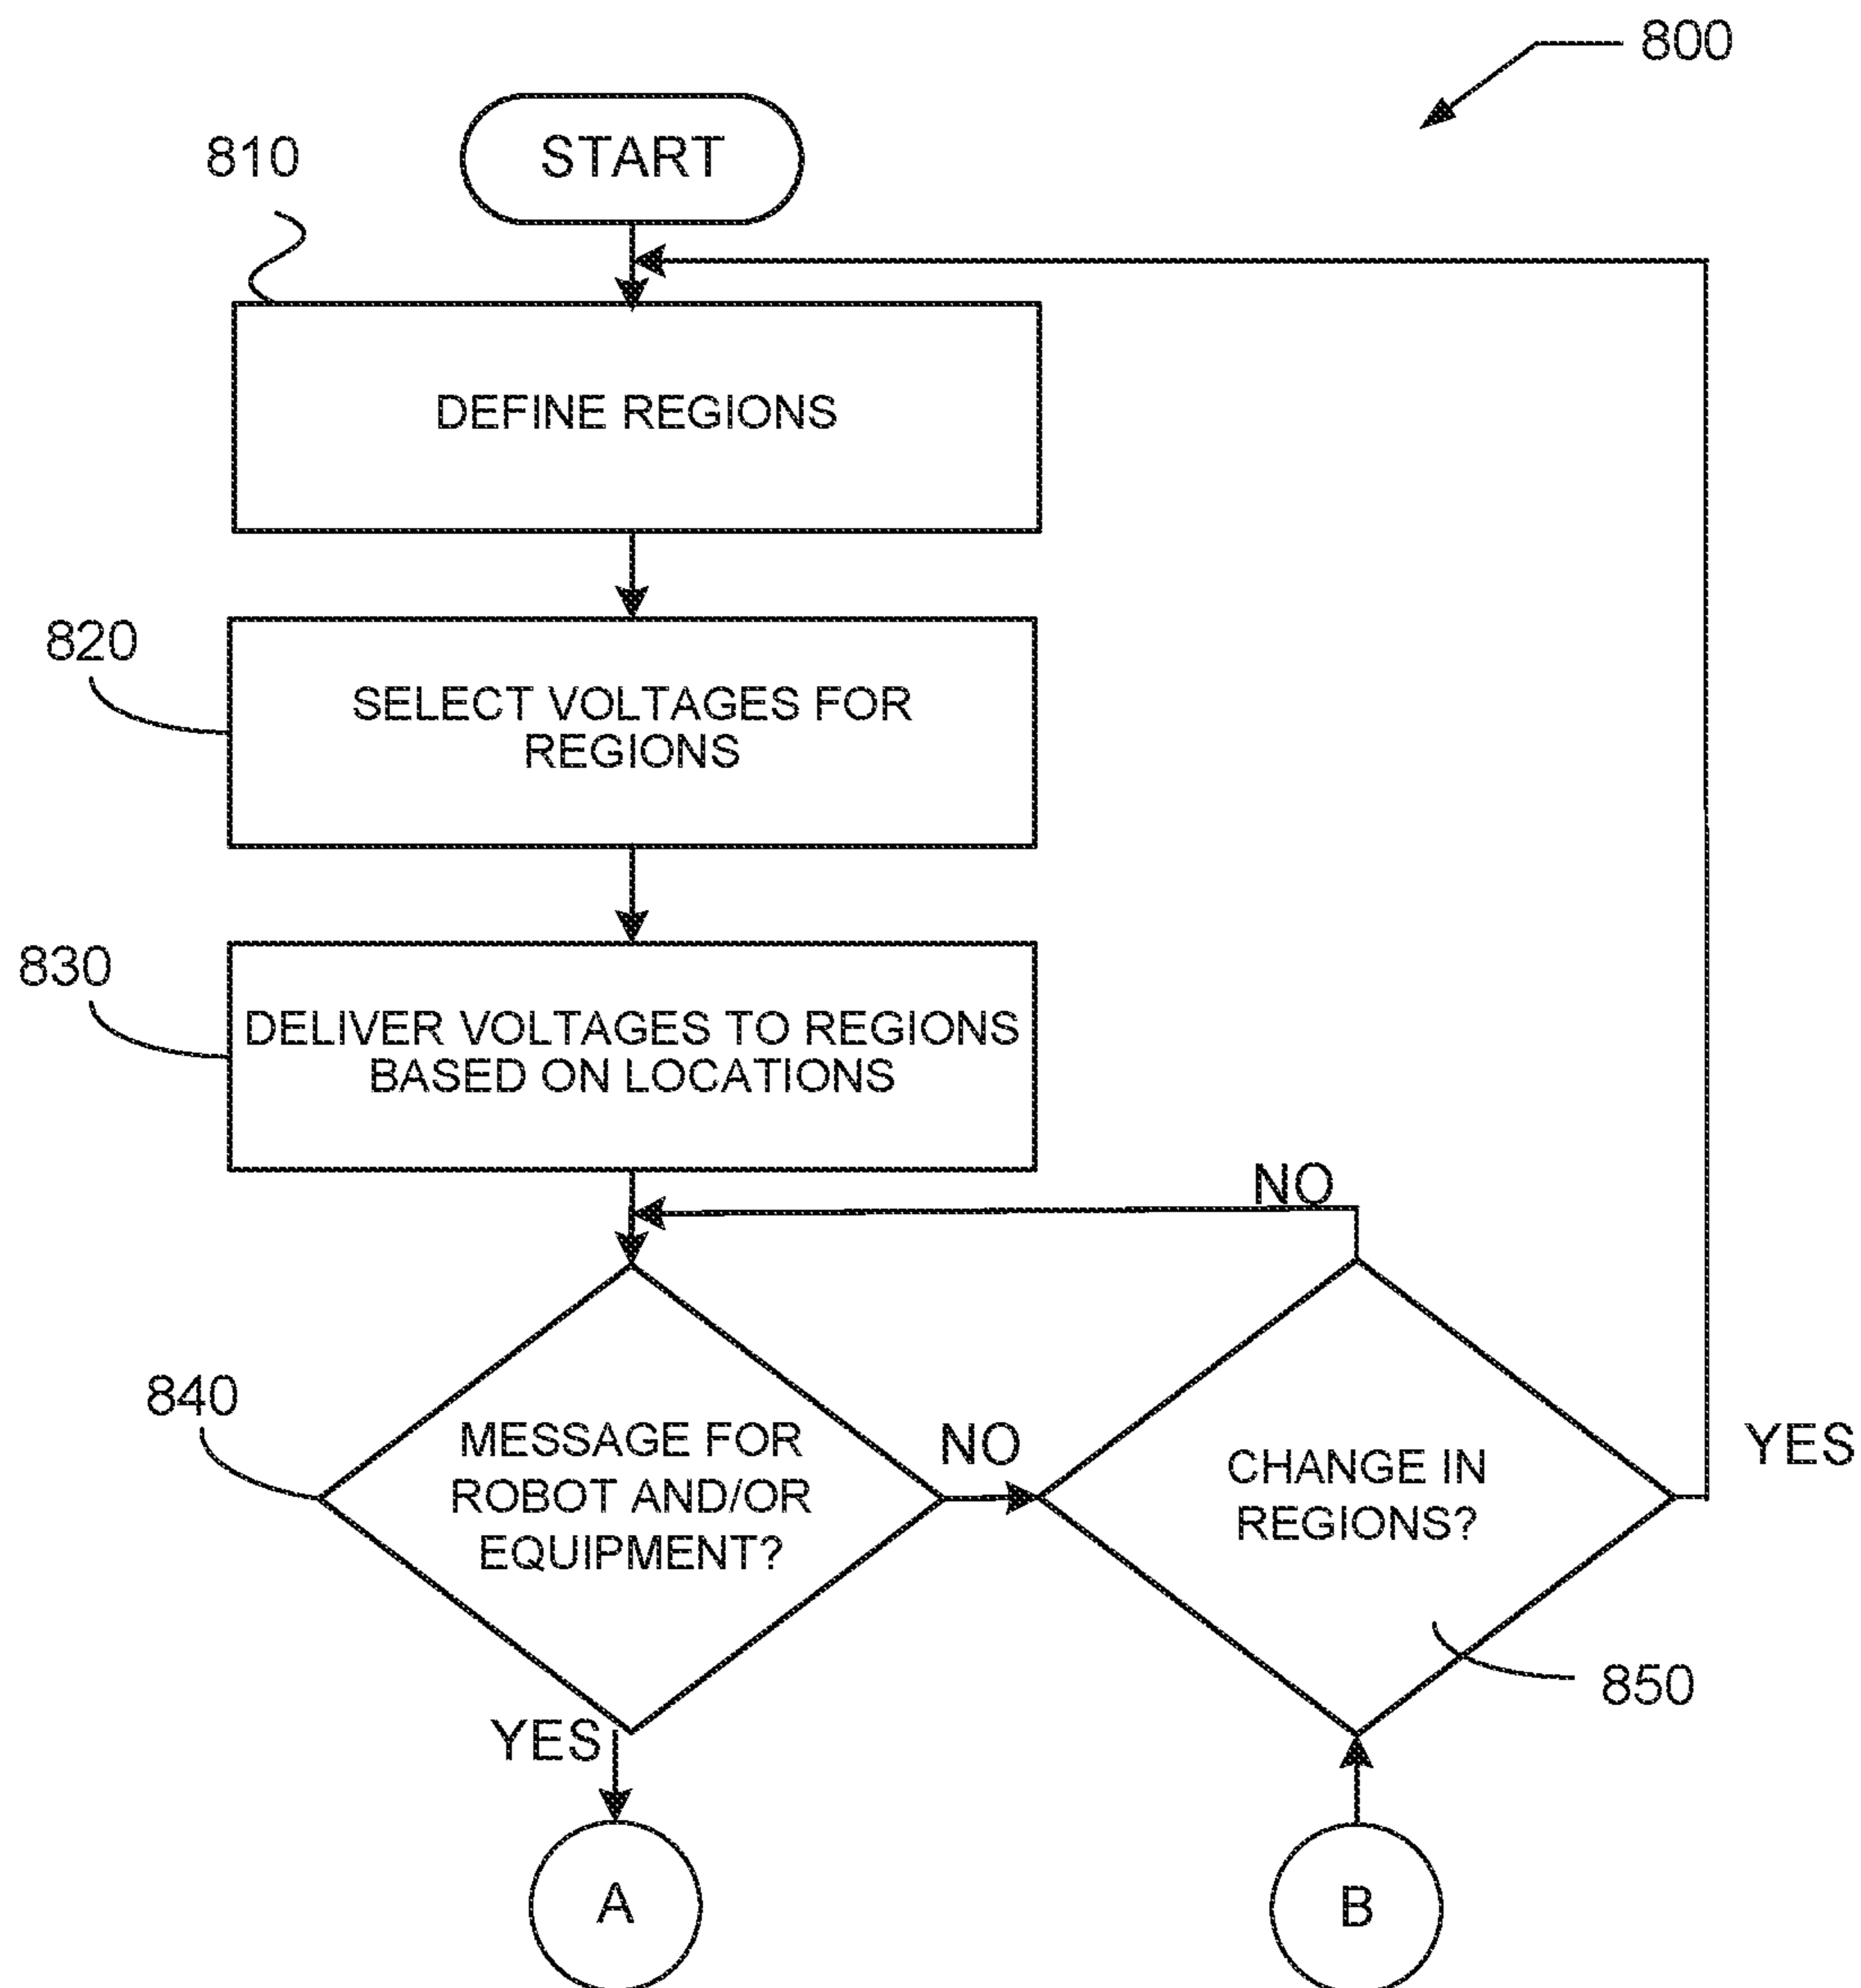 800
START
810
DEFINE REGIONS
820
SELECT VOLTAGES FOR
REGIONS
830
DELIVER VOLTAGES TO REGIONS
BASED ON LOCATIONS
NO
840
MESSAGE FOR
ROBOT AND/OR
EQUIPMENT?
NO
CHANGE IN
REGIONS?
YES
850
YES
A
B